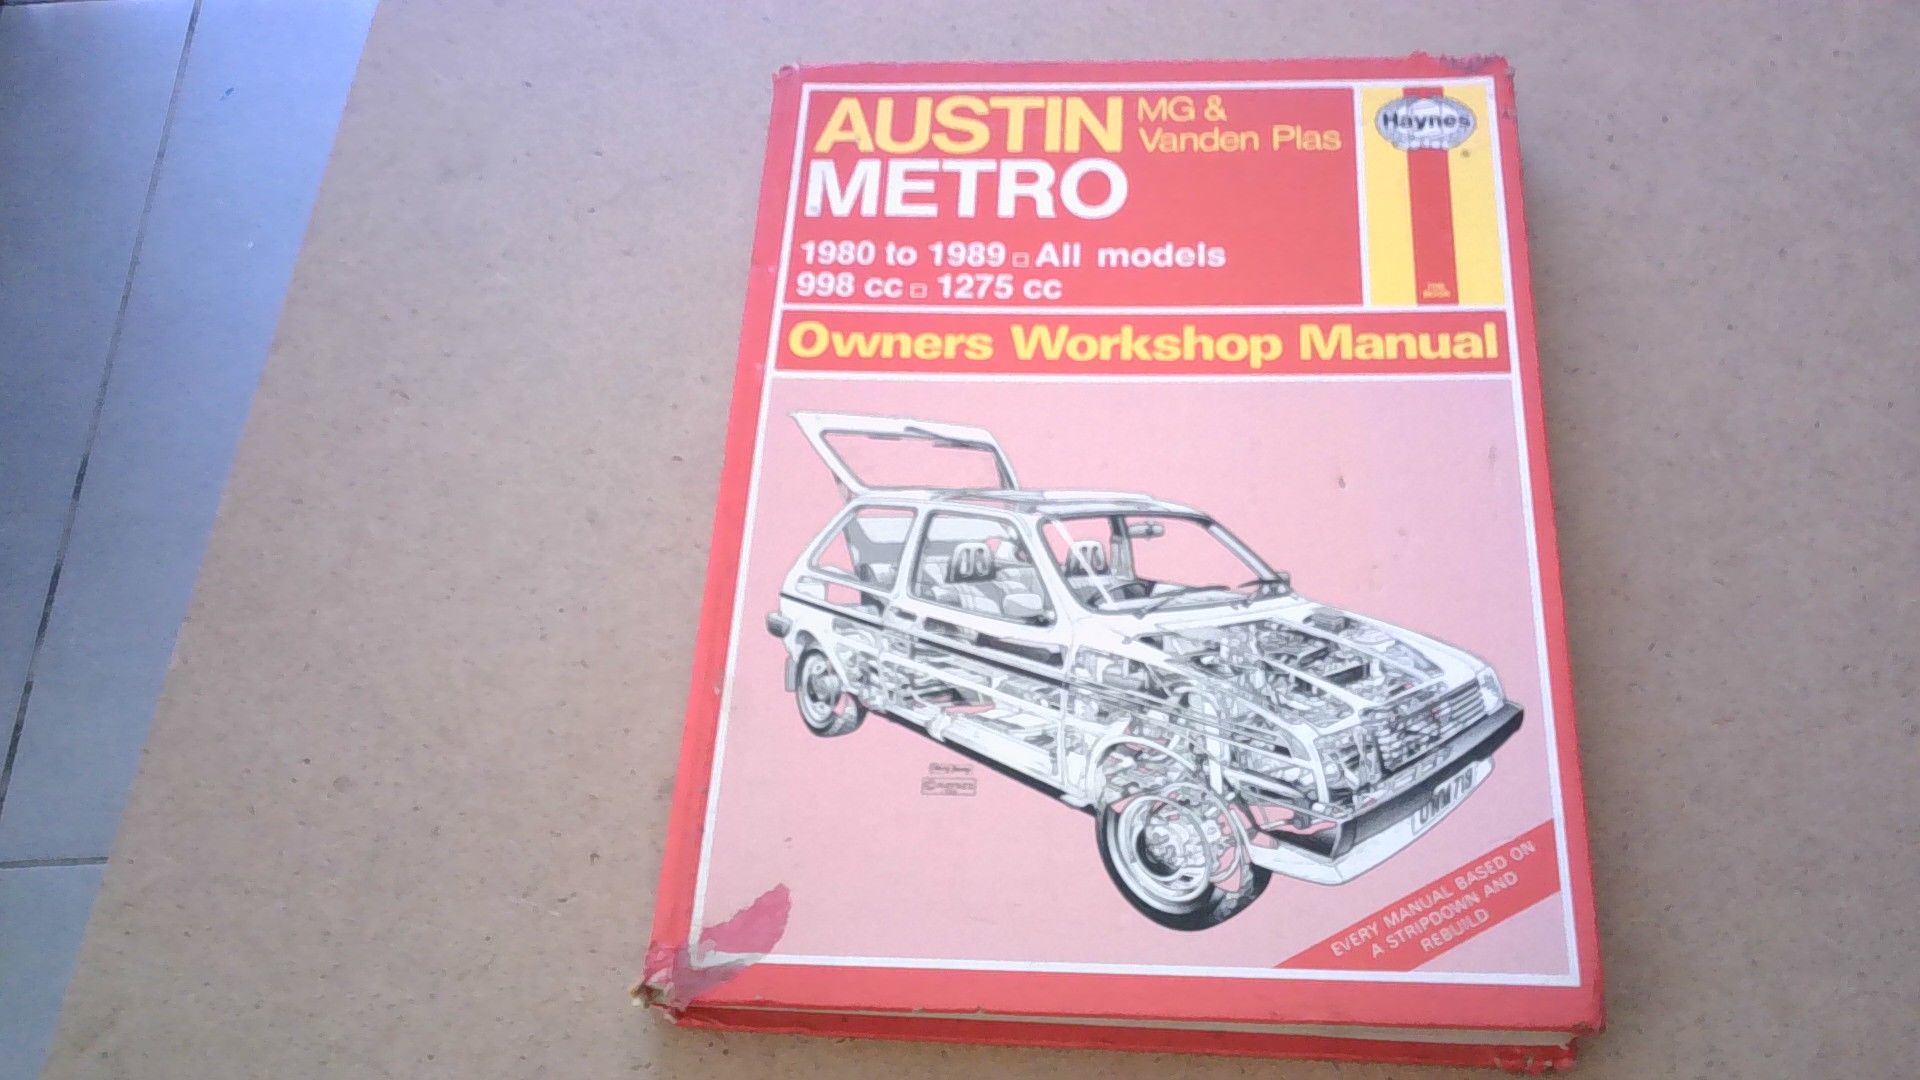 AUSTIN MG &
Vanden Plas
METRO
1980 to 1989 □ All models
998 cc □ 1275 cc
Haynes
Owners Workshop Manual
EVERY MANUAL BASED ON
A STRIPDOWN AND
REBUILD